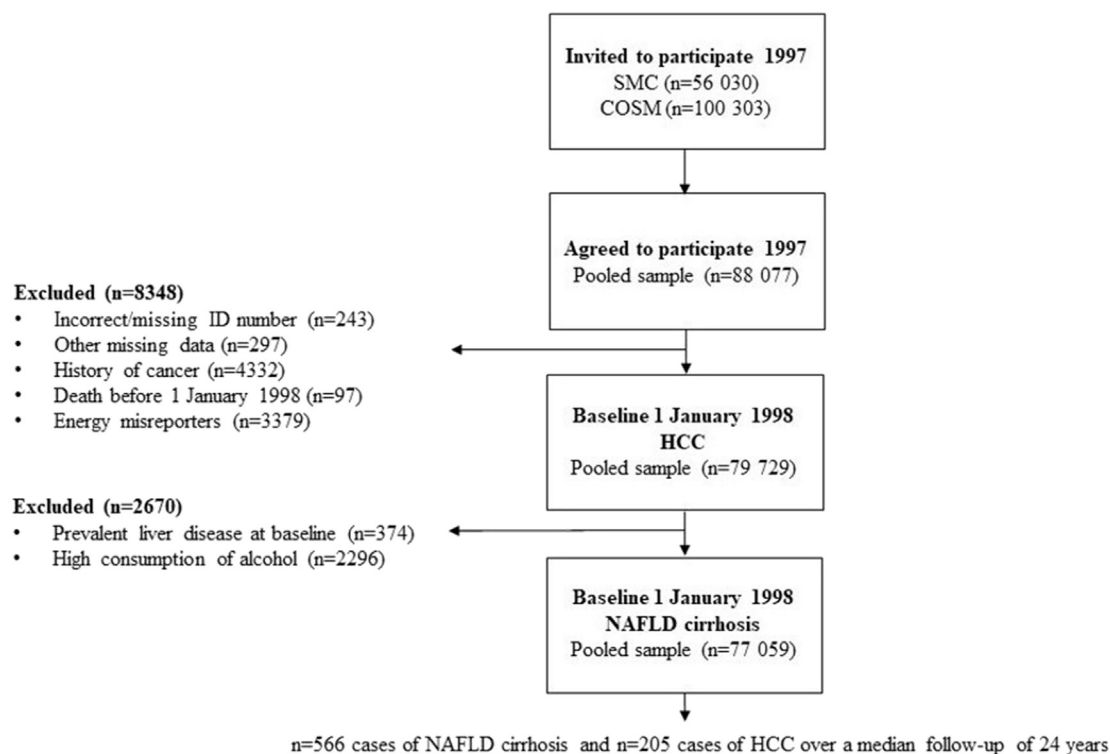 Invited to participate 1997
SMC (n=56 030)
COSM (n=100 303)
Agreed to participate 1997
Pooled sample (n=88 077)
Excluded (n=8348)
• Incorrect/missing ID number (n=243)
• Other missing data (n=297)
• History of cancer (n=4332)
• Death before 1 January 1998 (n=97)
• Energy misreporters (n=3379)
Baseline 1 January 1998
HCC
Pooled sample (n=79 729)
Excluded (n=2670)
• Prevalent liver disease at baseline (n=374)
• High consumption of alcohol (n=2296)
Baseline 1 January 1998
NAFLD cirrhosis
Pooled sample (n=77 059)
n=566 cases of NAFLD cirrhosis and n=205 cases of HCC over a median follow-up of 24 years